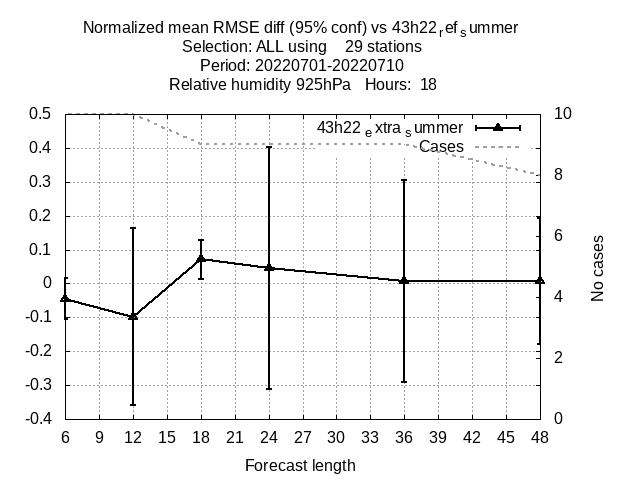 Normalized mean RMSE diff (95% conf) vs 43h22refsummer
Selection: ALL using 29 stations
Period: 20220701-20220710
Relative humidity 925hPa Hours: 18
0.5
0.4
0.3
0.2
0.1
0
-0.1
-0.2
-0.3
-0.4
43h22extrasummer
Cases
10
8
6
4
2
0
No cases
6 9 12 15 18 21 24 27 30 33 36 39 42 45 48
Forecast length